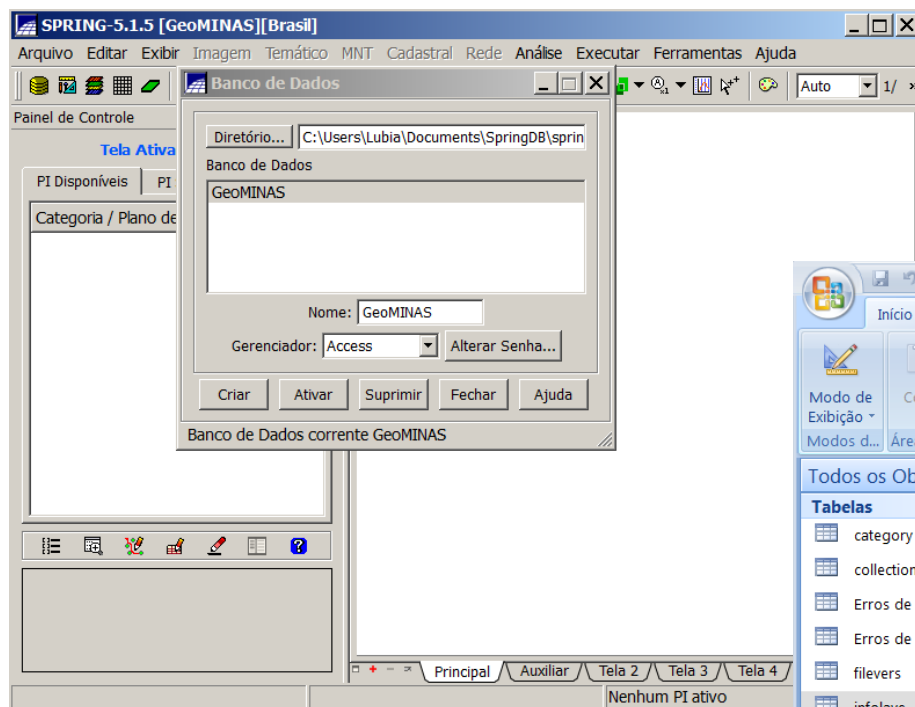 SPRING-5.1.5 [GeoMINAS][Brasil]
Arquivo Editar Exibir Imagem Temático MNT Cadastral Rede Análise Executar Ferramentas Ajuda
Auto 1/
Painel de Controle
Tela Ativa
PI Disponíveis PI
Categoria / Plano de
Banco de Dados
Diretório... C:\Users\Lubia\Documents\SpringDB\sprin
Banco de Dados
GeoMINAS
Nome: GeoMINAS
Gerenciador: Access Alterar Senha...
Criar Ativar Suprimir Fechar Ajuda
Banco de Dados corrente GeoMINAS
Principal Auxiliar Tela 2 Tela 3 Tela 4
Nenhum PI ativo
Início
Modo de
Exibição
Modos d... Áre
Todos os Ob
Tabelas
category
collection
Erros de
Erros de
filevers